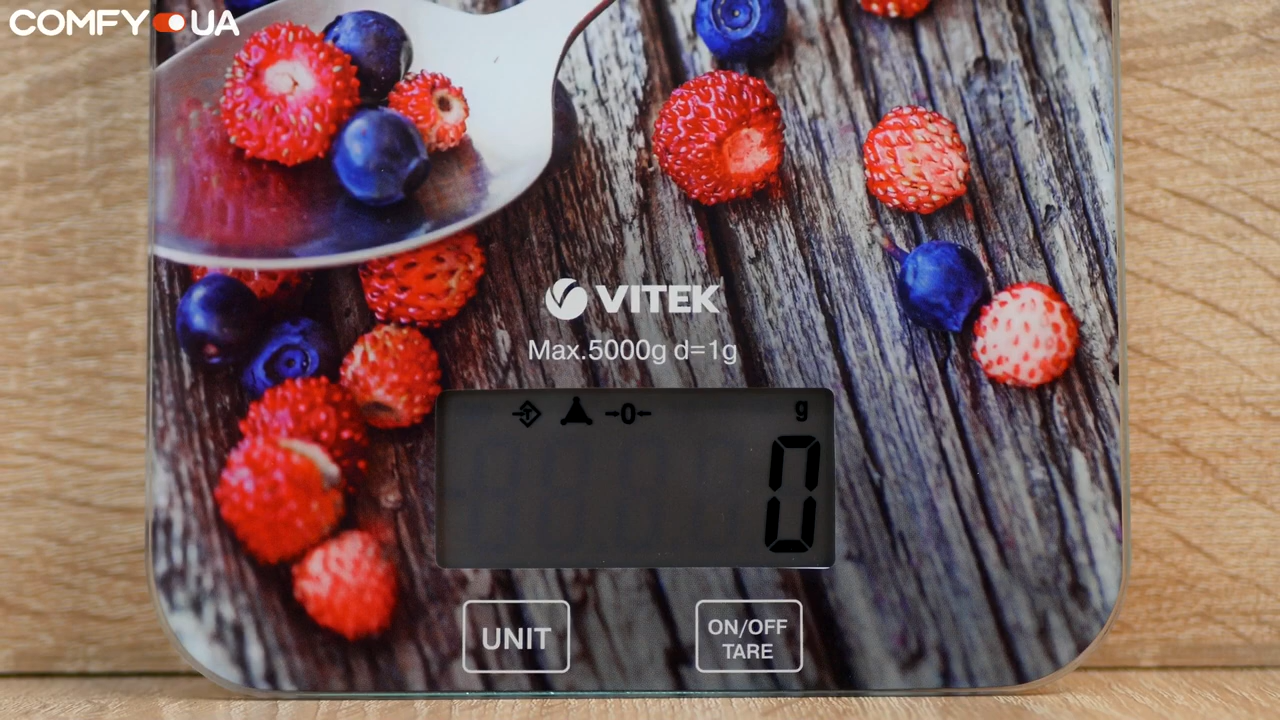 COMFY UA
VITEK
Max.5000g d=1g
T →0← g
0
UNIT
ON/OFF
TARE